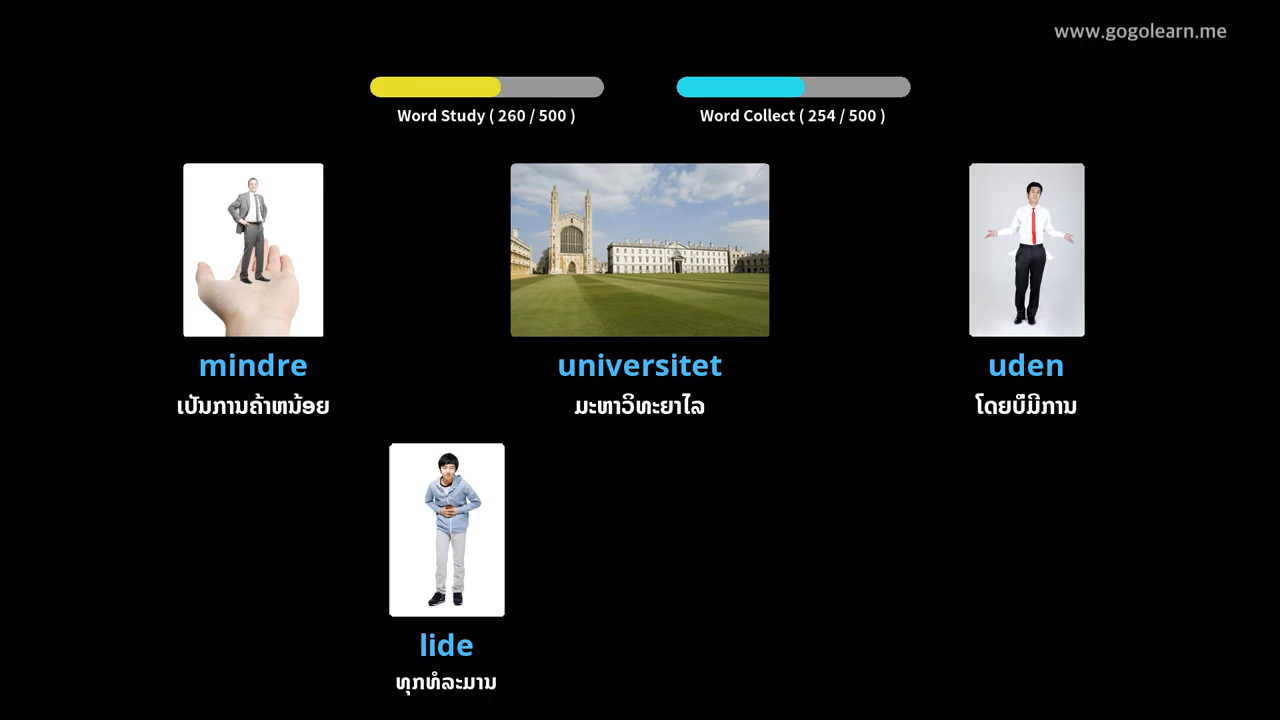 www.gogolearn.me
Word Study ( 260 / 500 )
Word Collect ( 254 / 500 )
mindre
ເປັນການຄ້າຫນ້ອຍ
universitet
ມະຫາວິທະຍາໄລ
uden
ໂດຍບໍ່ມີການ
lide
ທຸກທໍລະມານ